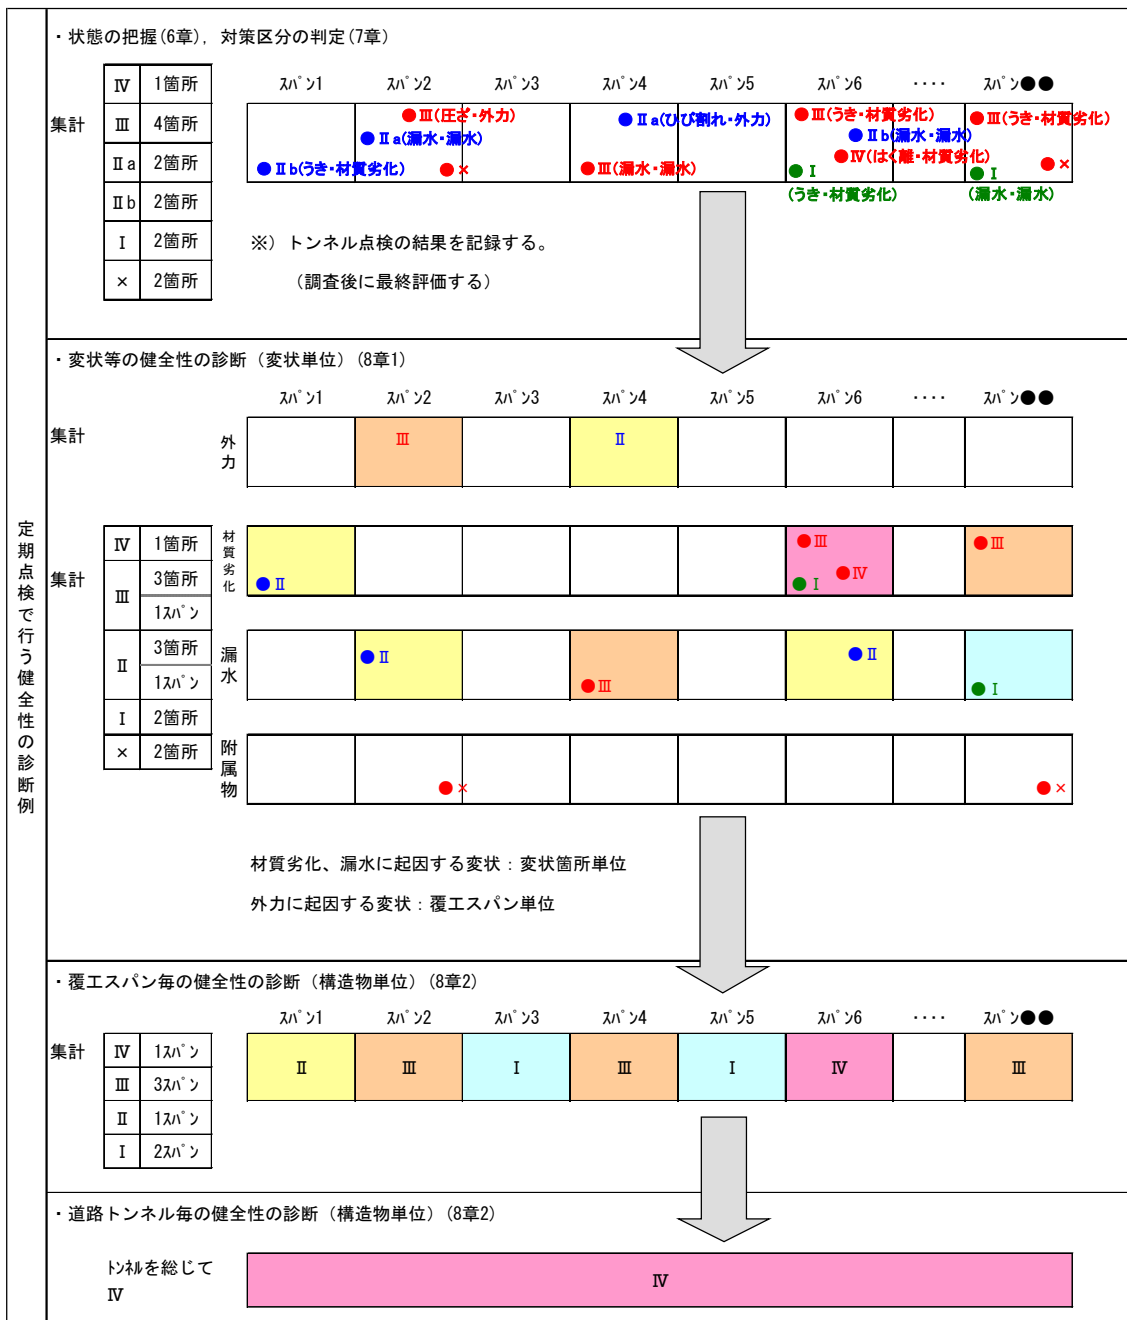 定期点検で行う健全性の診断例
・状態の把握(6章), 対策区分の判定(7章)
ｽﾊﾟﾝ1 ｽﾊﾟﾝ2 ｽﾊﾟﾝ3 ｽﾊﾟﾝ4 ｽﾊﾟﾝ5 ｽﾊﾟﾝ6 ‥‥ ｽﾊﾟﾝ●●
集計
Ⅳ 1箇所
Ⅲ 4箇所
Ⅱa 2箇所
Ⅱb 2箇所
Ⅰ 2箇所
× 2箇所
●Ⅱb(うき・材質劣化)
●Ⅲ(圧ざ・外力)
●Ⅱa(漏水・漏水)
●×
●Ⅱa(ひび割れ・外力)
●Ⅲ(漏水・漏水)
●Ⅲ(うき・材質劣化)
●Ⅱb(漏水・漏水)
●Ⅳ(はく離・材質劣化)
●Ⅰ
(うき・材質劣化)
●Ⅲ(うき・材質劣化)
●×
●Ⅰ
(漏水・漏水)
※）トンネル点検の結果を記録する。
（調査後に最終評価する）
・変状等の健全性の診断（変状単位）(8章1)
ｽﾊﾟﾝ1 ｽﾊﾟﾝ2 ｽﾊﾟﾝ3 ｽﾊﾟﾝ4 ｽﾊﾟﾝ5 ｽﾊﾟﾝ6 ‥‥ ｽﾊﾟﾝ●●
集計
外力
Ⅲ Ⅱ
集計
Ⅳ 1箇所
Ⅲ 3箇所
1ｽﾊﾟﾝ
Ⅱ 3箇所
1ｽﾊﾟﾝ
Ⅰ 2箇所
× 2箇所
材質劣化
●Ⅱ
●Ⅲ
●Ⅳ
●Ⅰ
●Ⅲ
漏水
●Ⅱ
●Ⅲ
●Ⅱ
●Ⅰ
附属物
●×
●×
材質劣化、漏水に起因する変状：変状箇所単位
外力に起因する変状：覆工スパン単位
・覆工スパン毎の健全性の診断（構造物単位）(8章2)
ｽﾊﾟﾝ1 ｽﾊﾟﾝ2 ｽﾊﾟﾝ3 ｽﾊﾟﾝ4 ｽﾊﾟﾝ5 ｽﾊﾟﾝ6 ‥‥ ｽﾊﾟﾝ●●
集計
Ⅳ 1ｽﾊﾟﾝ
Ⅲ 3ｽﾊﾟﾝ
Ⅱ 1ｽﾊﾟﾝ
Ⅰ 2ｽﾊﾟﾝ
Ⅱ Ⅲ Ⅰ Ⅲ Ⅰ Ⅳ Ⅲ
・道路トンネル毎の健全性の診断（構造物単位）(8章2)
ﾄﾝﾈﾙを総じて
Ⅳ
Ⅳ